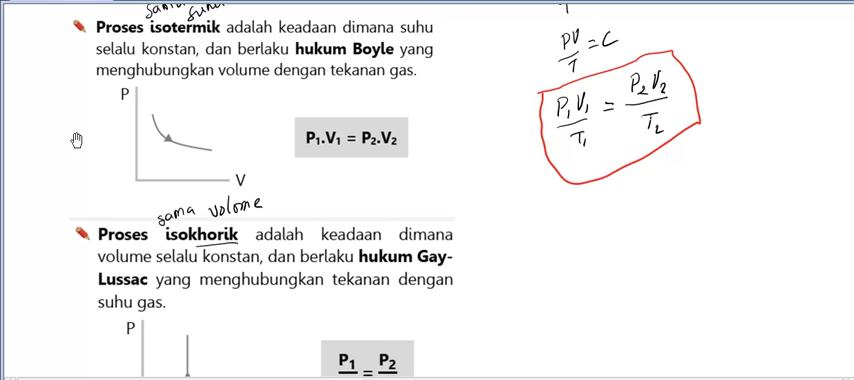 Proses isotermik adalah keadaan dimana suhu
selalu konstan, dan berlaku hukum Boyle yang
menghubungkan volume dengan tekanan gas.
P
V
P₁.V₁ = P₂.V₂
sama volome
Proses isokhorik adalah keadaan dimana
volume selalu konstan, dan berlaku hukum Gay-
Lussac yang menghubungkan tekanan dengan
suhu gas.
P
P₁ = P₂
PV/T = C
P₁V₁/T₁ = P₂V₂/T₂